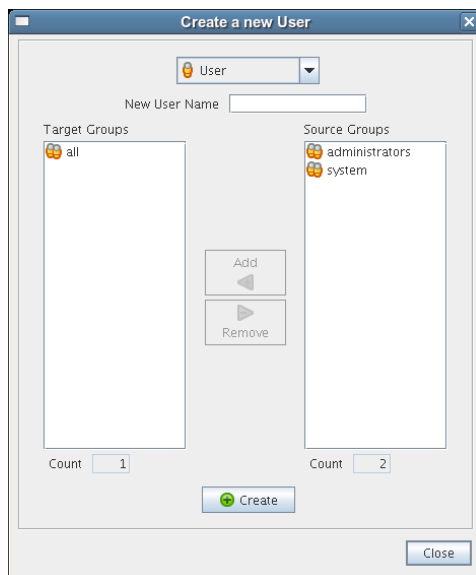 Create a new User
User
New User Name
Target Groups
all
Source Groups
administrators
system
Add
Remove
Count 1
Count 2
Create
Close